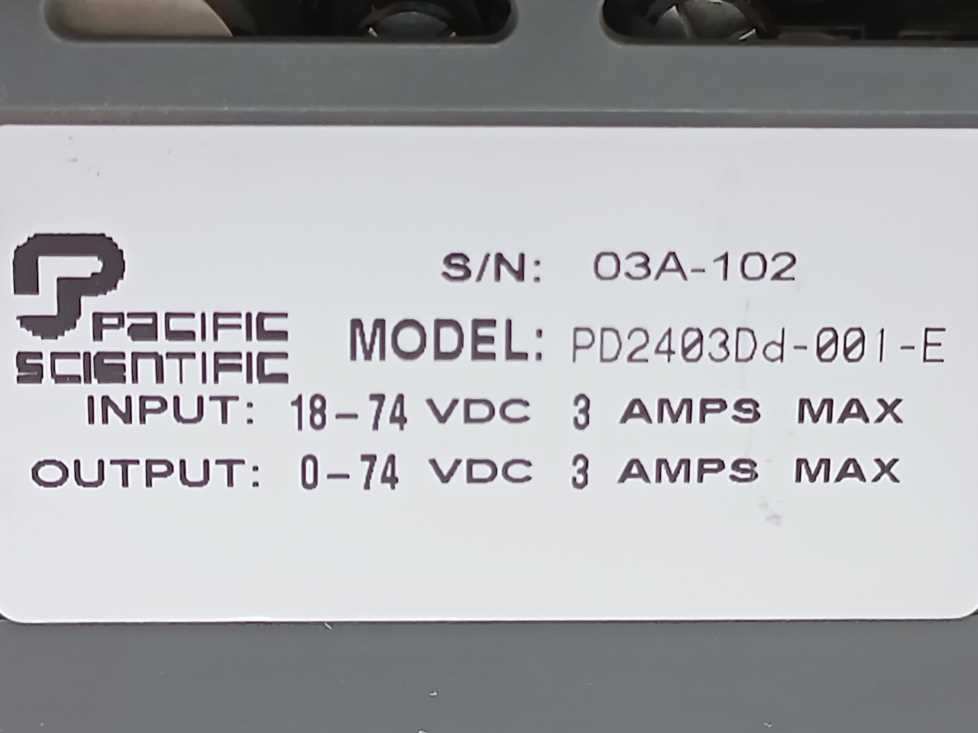 S/N: 03A-102
PACIFIC
SCIENTIFIC
MODEL: PD2403Dd-001-E
INPUT: 18-74 VDC 3 AMPS MAX
OUTPUT: 0-74 VDC 3 AMPS MAX